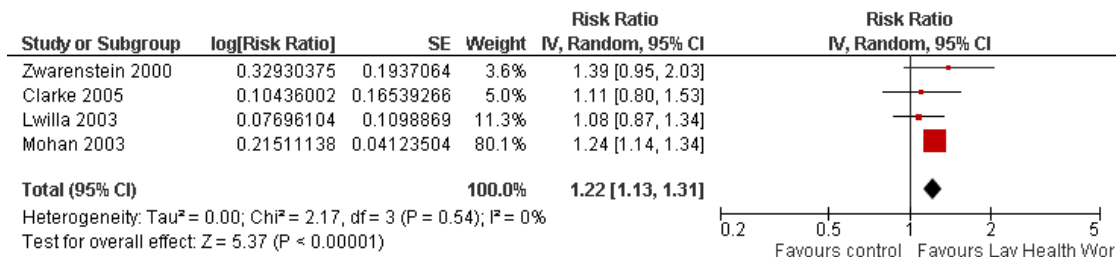 Risk Ratio Risk Ratio
Study or Subgroup log[Risk Ratio] SE Weight IV, Random, 95% CI IV, Random, 95% CI
Zwarenstein 2000 0.32930375 0.1937064 3.6% 1.39 [0.95, 2.03]
Clarke 2005 0.10436002 0.16539266 5.0% 1.11 [0.80, 1.53]
Lwilla 2003 0.07696104 0.1098869 11.3% 1.08 [0.87, 1.34]
Mohan 2003 0.21511138 0.04123504 80.1% 1.24 [1.14, 1.34]
Total (95% CI) 100.0% 1.22 [1.13, 1.31]
Heterogeneity: Tau² = 0.00; Chi² = 2.17, df = 3 (P = 0.54); I² = 0%
Test for overall effect: Z = 5.37 (P < 0.00001)
0.2 0.5 1 2 5
Favours control Favours Lay Health Wor